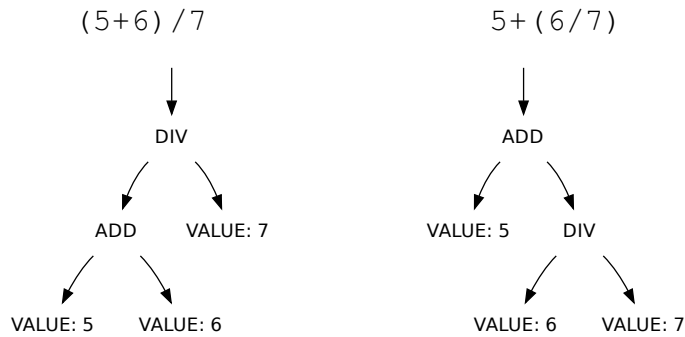 (5+6)/7
DIV
ADD
VALUE: 7
VALUE: 5
VALUE: 6
5+(6/7)
ADD
VALUE: 5
DIV
VALUE: 6
VALUE: 7